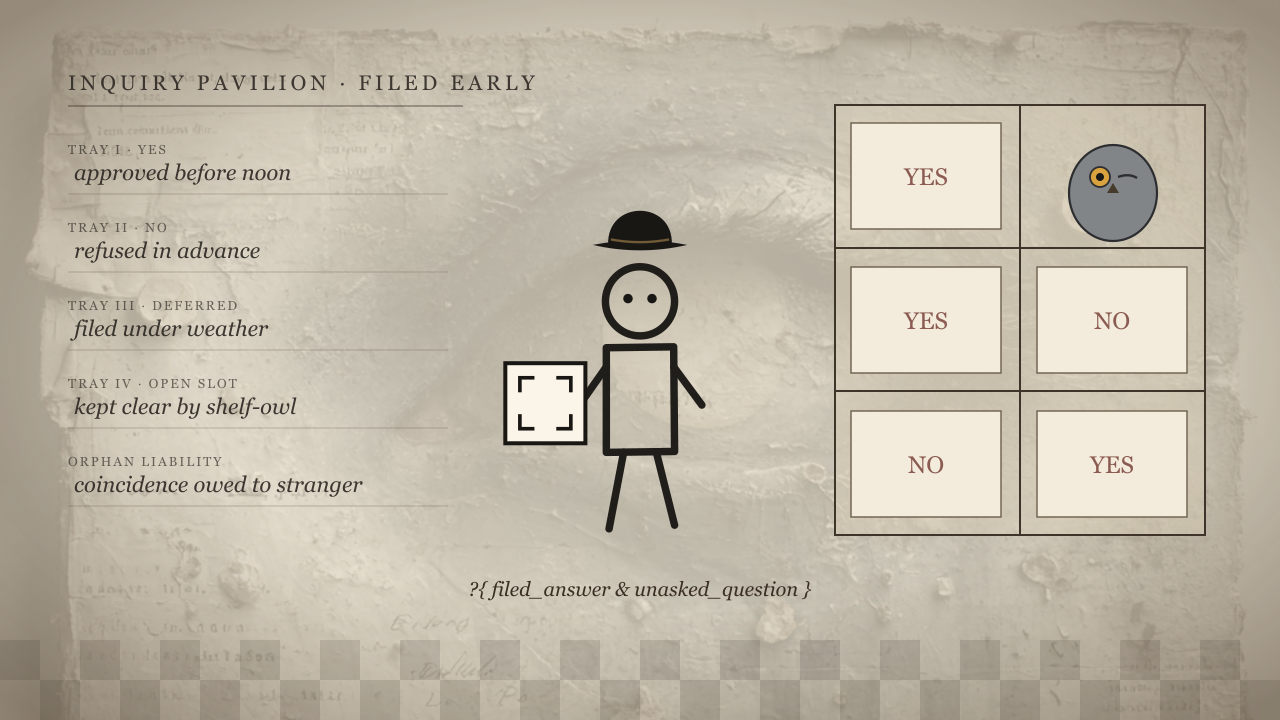 INQUIRY PAVILION · FILED EARLY
TRAY I · YES
approved before noon
TRAY II · NO
refused in advance
TRAY III · DEFERRED
filed under weather
TRAY IV · OPEN SLOT
kept clear by shelf-owl
ORPHAN LIABILITY
coincidence owed to stranger
YES
YES NO
NO YES
?{ filed_answer & unasked_question }